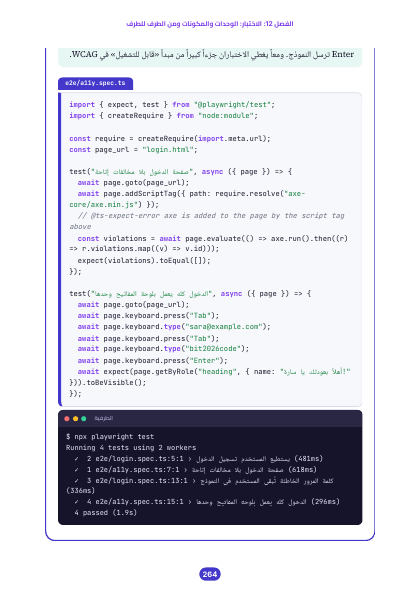 الفصل 12: الاختبار: الوحدات والمكونات ومن الطرف للطرف
Enter ترسل النموذج. ومعاً يغطي الاختباران جزءاً كبيراً من مبدأ «قابل للتشغيل» في WCAG.
e2e/a11y.spec.ts
import { expect, test } from "@playwright/test";
import { createRequire } from "node:module";
const require = createRequire(import.meta.url);
const page_url = "login.html";
test("صفحة الدخول بلا مخالفات إتاحة", async ({ page }) => {
await page.goto(page_url);
await page.addScriptTag({ path: require.resolve("axe-
core/axe.min.js") });
// @ts-expect-error axe is added to the page by the script tag
above
const violations = await page.evaluate(() => axe.run().then((r)
=> r.violations.map((v) => v.id)));
expect(violations).toEqual([]);
});
test("الدخول كله يعمل بلوحة المفاتيح وحدها", async ({ page }) => {
await page.goto(page_url);
await page.keyboard.press("Tab");
await page.keyboard.type("sara@example.com");
await page.keyboard.press("Tab");
await page.keyboard.type("bit2026code");
await page.keyboard.press("Enter");
await expect(page.getByRole("heading", { name: "أهلاً بعودتك يا سارة!"
})).toBeVisible();
});
الطرفية
$ npx playwright test
Running 4 tests using 2 workers
✓ 2 e2e/login.spec.ts:5:1 › يستطيع المستخدم تسجيل الدخول (481ms)
✓ 1 e2e/a11y.spec.ts:7:1 › صفحة الدخول بلا مخالفات إتاحة (618ms)
✓ 3 e2e/login.spec.ts:13:1 › كلمة المرور الخاطئة تُبقي المستخدم في النموذج
(336ms)
✓ 4 e2e/a11y.spec.ts:15:1 › الدخول كله يعمل بلوحة المفاتيح وحدها (296ms)
4 passed (1.9s)
264